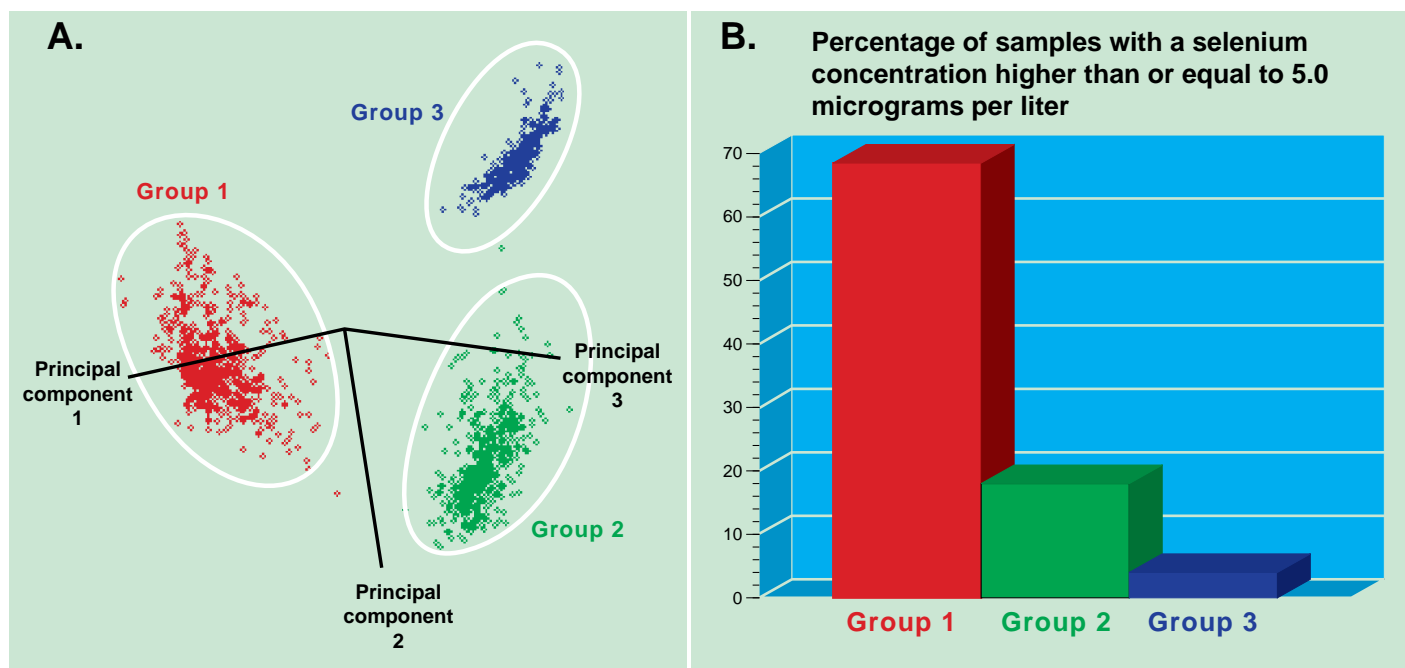 A.
Group 3
Group 1
Principal
component
1
Principal
component
3
Group 2
Principal
component
2
B.
Percentage of samples with a selenium
concentration higher than or equal to 5.0
micrograms per liter
70
60
50
40
30
20
10
0
Group 1
Group 2
Group 3